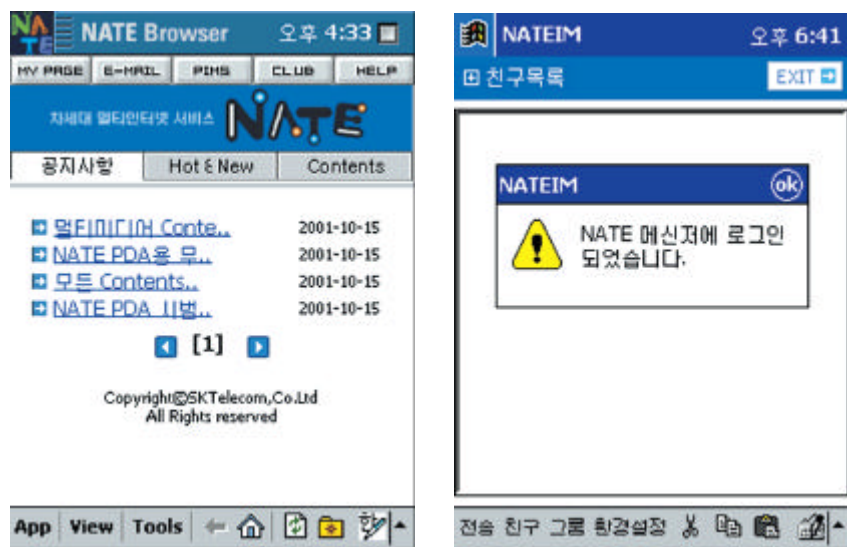 NATE
NATE Browser 오후 4:33
MY PAGE E-MAIL PIMS CLUB HELP
차세대 멀티인터넷 서비스 NATE
공지사항 Hot & New Contents
멀티미디어 Conte..
2001-10-15
NATE PDA용 무..
2001-10-15
모든 Contents..
2001-10-15
NATE PDA 시범..
2001-10-15
[1]
Copyright©SKTelecom,Co.Ltd
All Rights reserved
App View Tools
NATEIM 오후 6:41
친구목록 EXIT
NATEIM ok
NATE 메신저에 로그인
되었습니다.
전송 친구 그룹 환경설정